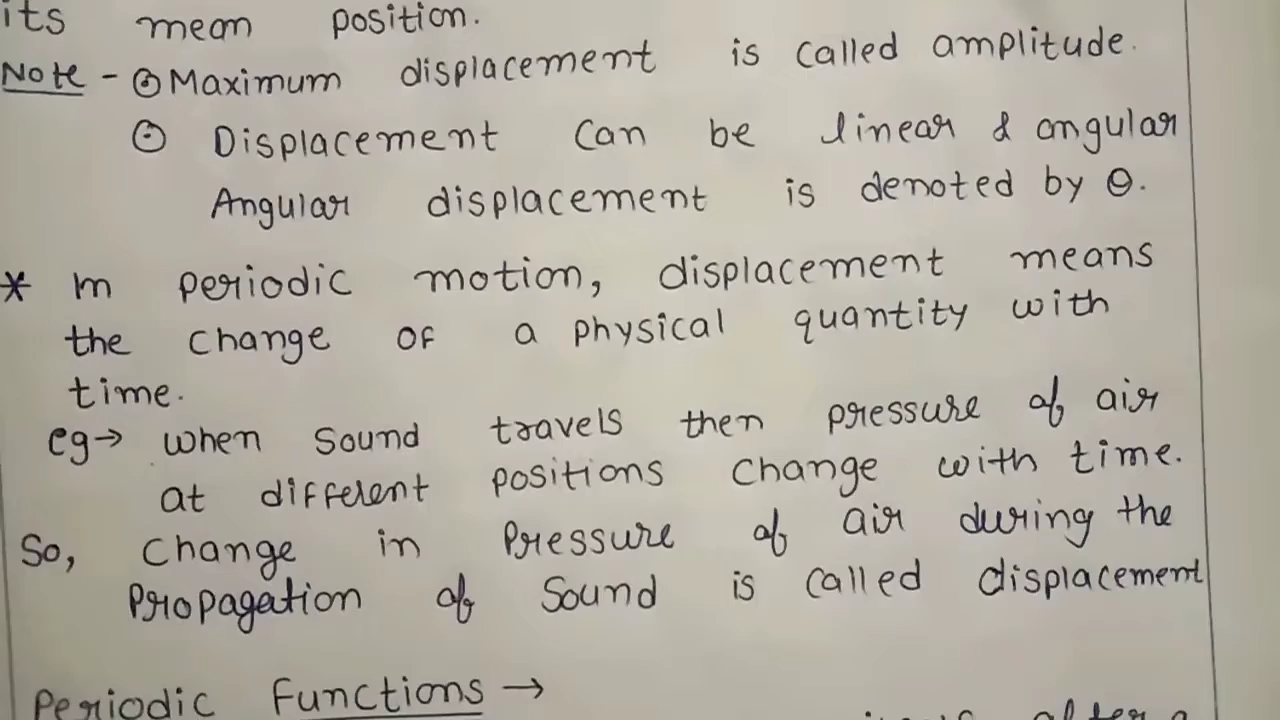 its mean position.
Note - ⊙ Maximum displacement is called amplitude.
⊙ Displacement can be linear & angular
Angular displacement is denoted by θ.
* In periodic motion, displacement means
the change of a physical quantity with
time.
eg→ when sound travels then pressure of air
at different positions change with time.
So, change in pressure of air during the
propagation of sound is called displacement
Periodic Functions →
after a